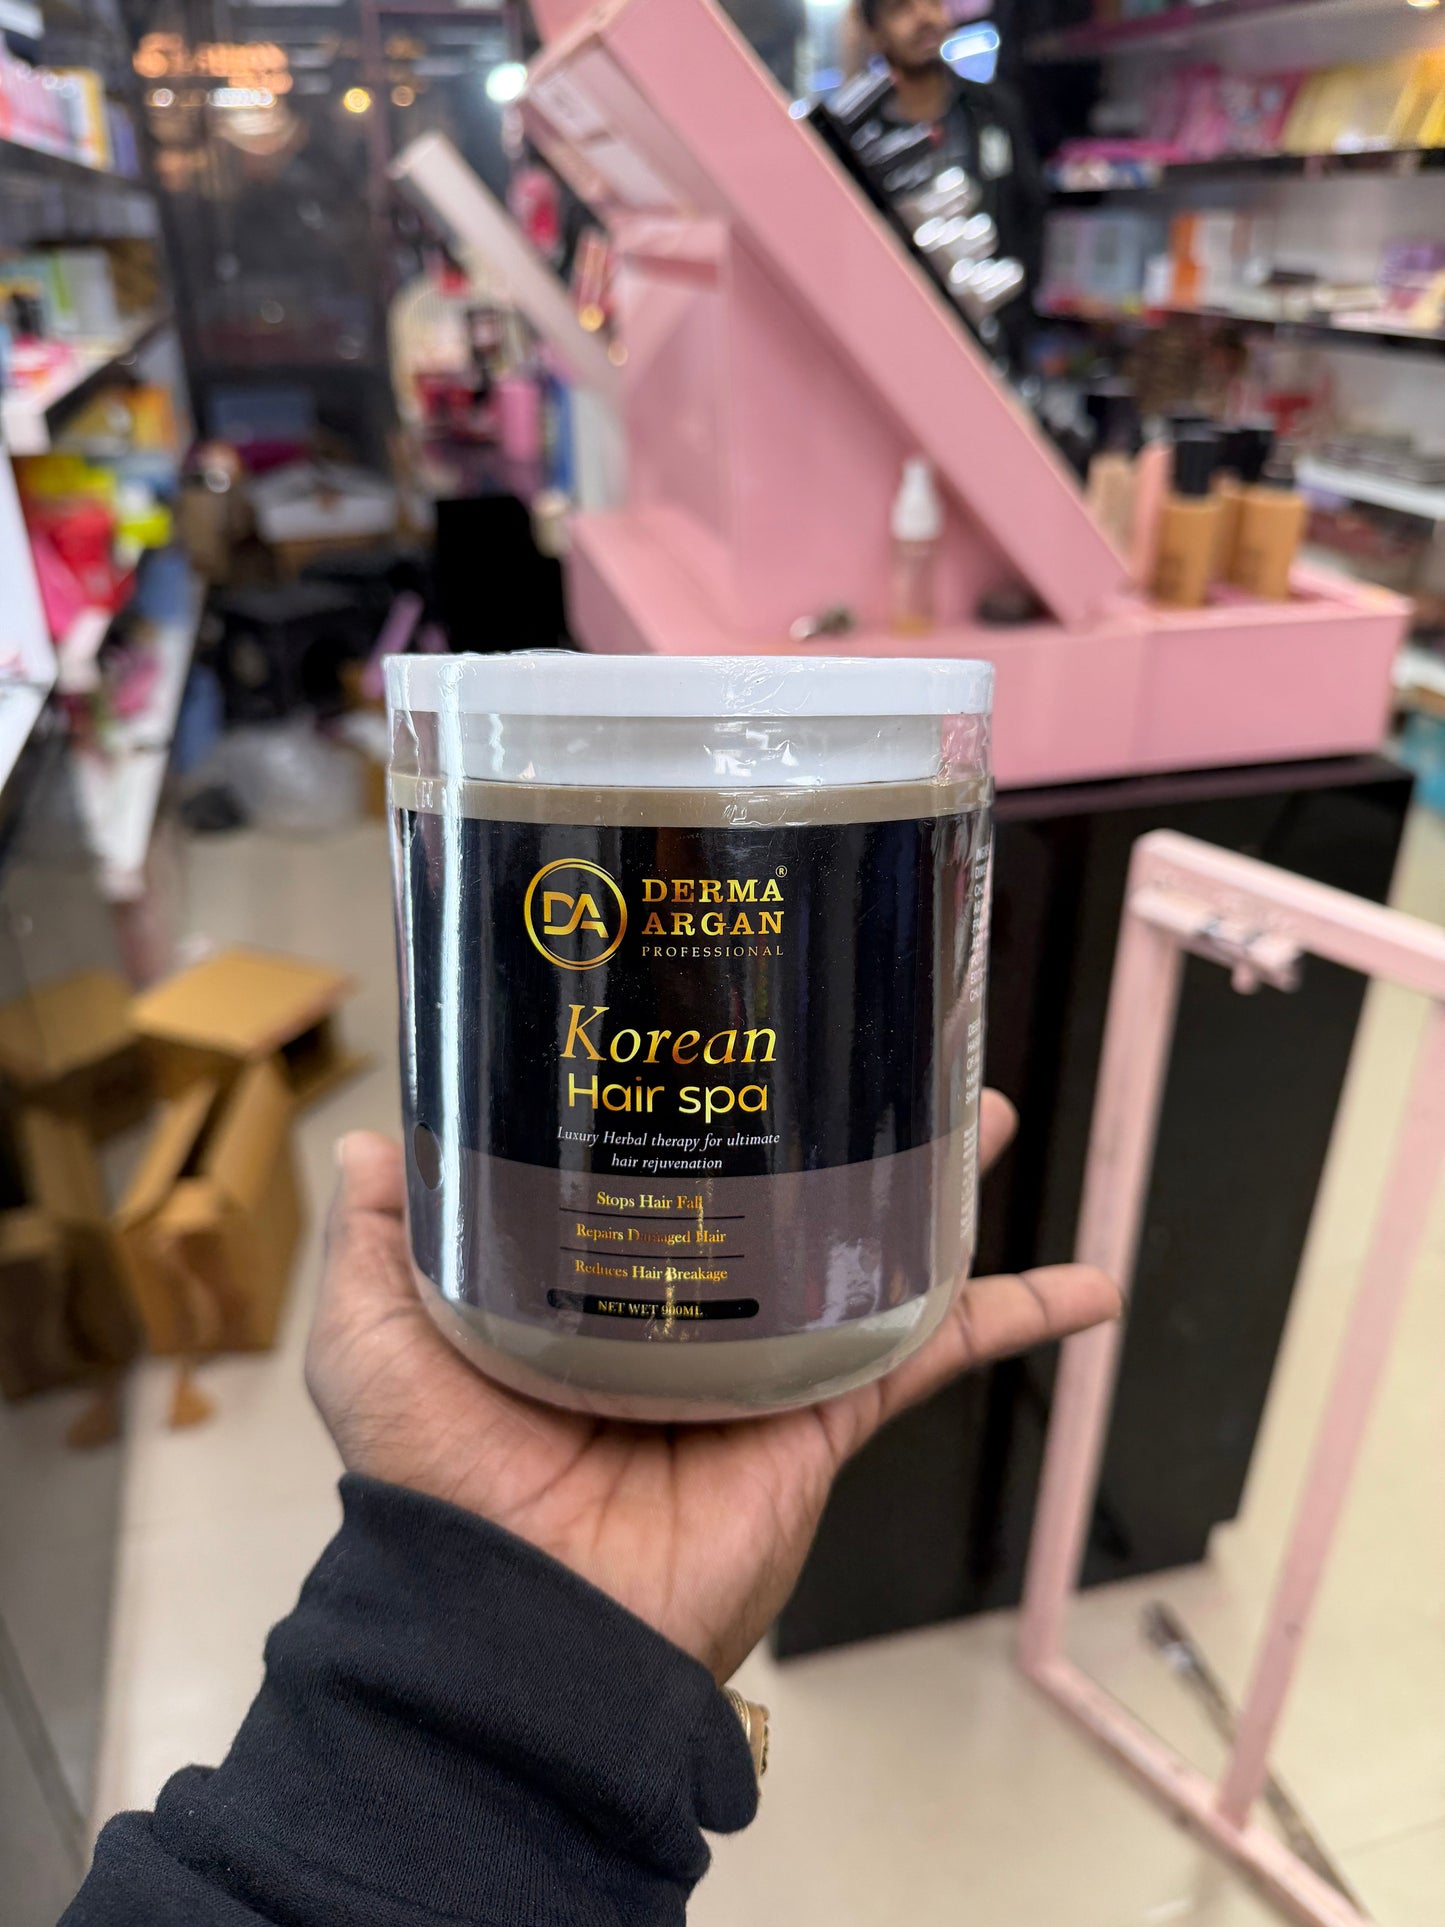 DA
DERMA®
ARGAN
PROFESSIONAL
Korean
Hair spa
Luxury Herbal therapy for ultimate
hair rejuvenation
Stops Hair Fall
Repairs Damaged Hair
Reduces Hair Breakage
NET WET 900ML